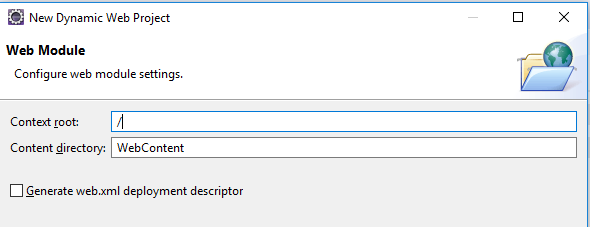 New Dynamic Web Project
Web Module
Configure web module settings.
Context root: /
Content directory: WebContent
Generate web.xml deployment descriptor